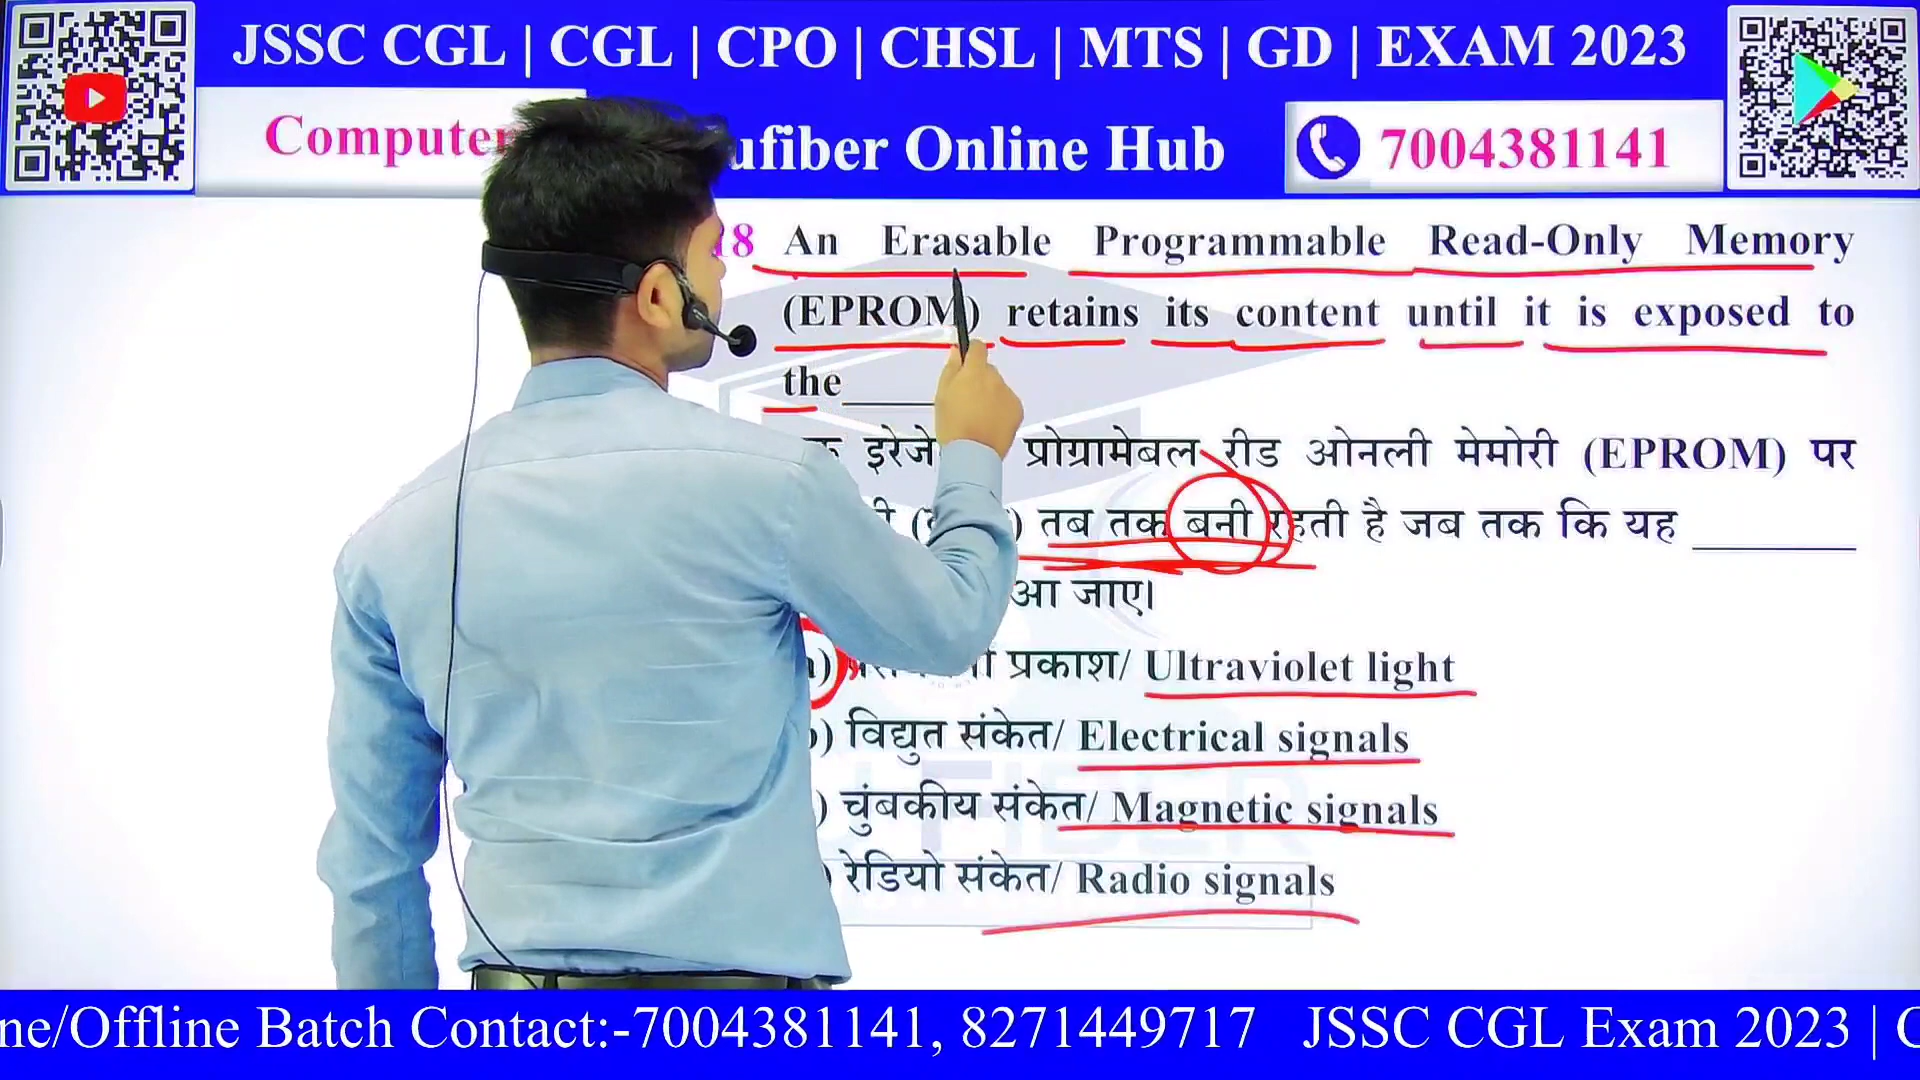 JSSC CGL | CGL | CPO | CHSL | MTS | GD | EXAM 2023
Computer
ufiber Online Hub
7004381141
18 An Erasable Programmable Read-Only Memory
(EPROM) retains its content until it is exposed to
the______
प्रोग्रामेबल रीड ओनली मेमोरी (EPROM) पर
तब तक बनी रहती है जब तक कि यह ______
आ जाए।
प्रकाश/ Ultraviolet light
विद्युत संकेत/ Electrical signals
चुंबकीय संकेत/ Magnetic signals
रेडियो संकेत/ Radio signals
ne/Offline Batch Contact:-7004381141, 8271449717 JSSC CGL Exam 2023 | C